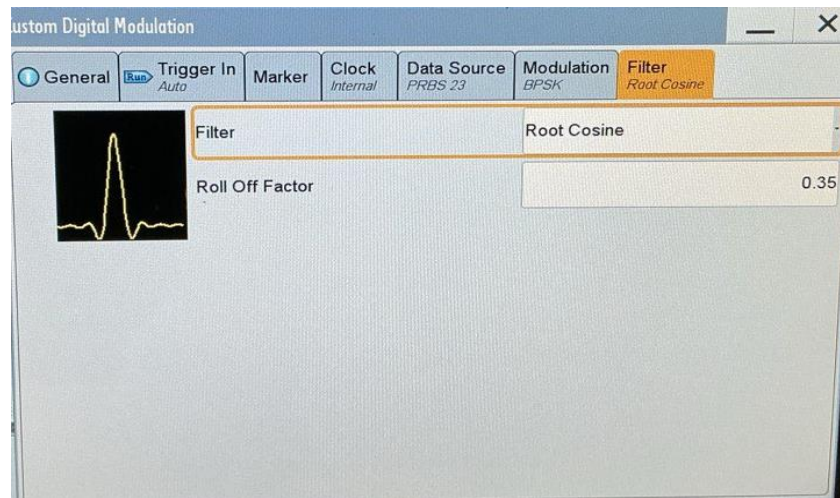 ustom Digital Modulation
General
Run
Trigger In
Auto
Marker
Clock
Internal
Data Source
PRBS 23
Modulation
BPSK
Filter
Root Cosine
Filter
Root Cosine
Roll Off Factor
0.35